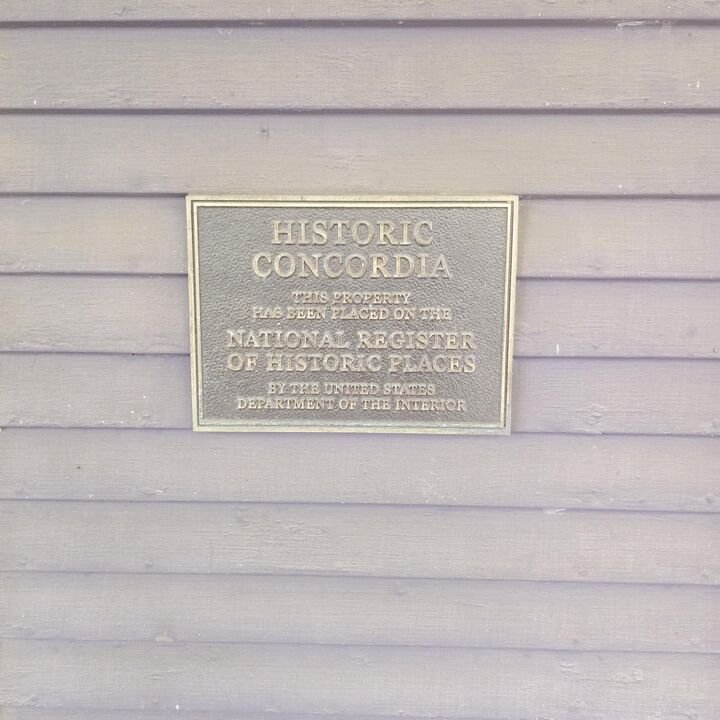 HISTORIC
CONCORDIA
THIS PROPERTY
HAS BEEN PLACED ON THE
NATIONAL REGISTER
OF HISTORIC PLACES
BY THE UNITED STATES
DEPARTMENT OF THE INTERIOR